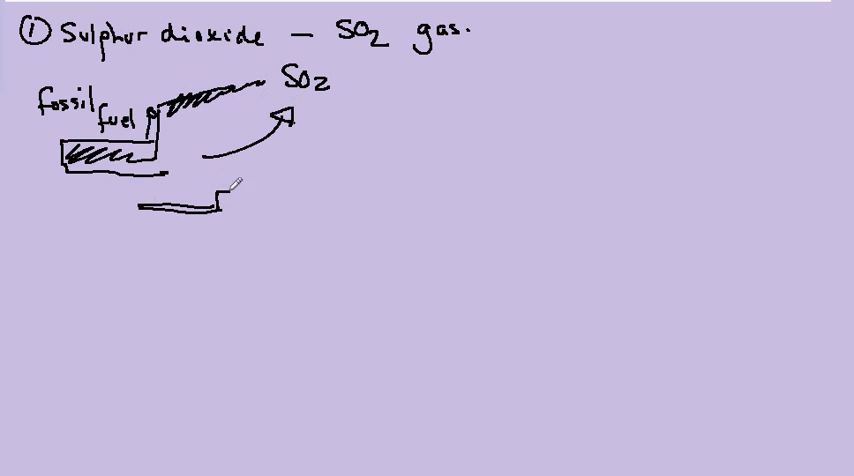 ① Sulphur dioxide – SO₂ gas.
SO₂
fossil
fuel